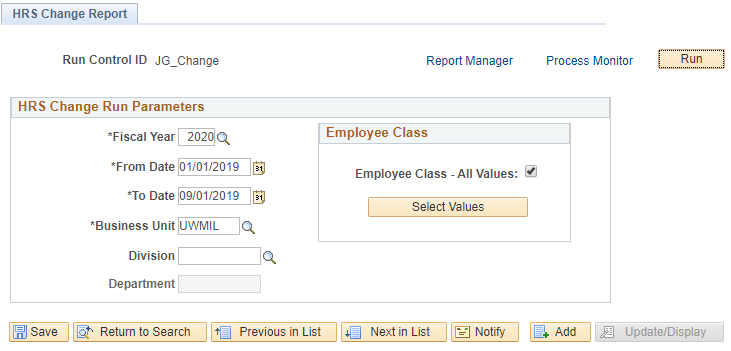 HRS Change Report
Run Control ID JG_Change Report Manager Process Monitor Run
HRS Change Run Parameters
*Fiscal Year 2020
*From Date 01/01/2019
*To Date 09/01/2019
*Business Unit UWMIL
Division
Department
Employee Class
Employee Class - All Values:
Select Values
Save Return to Search Previous in List Next in List Notify Add Update/Display